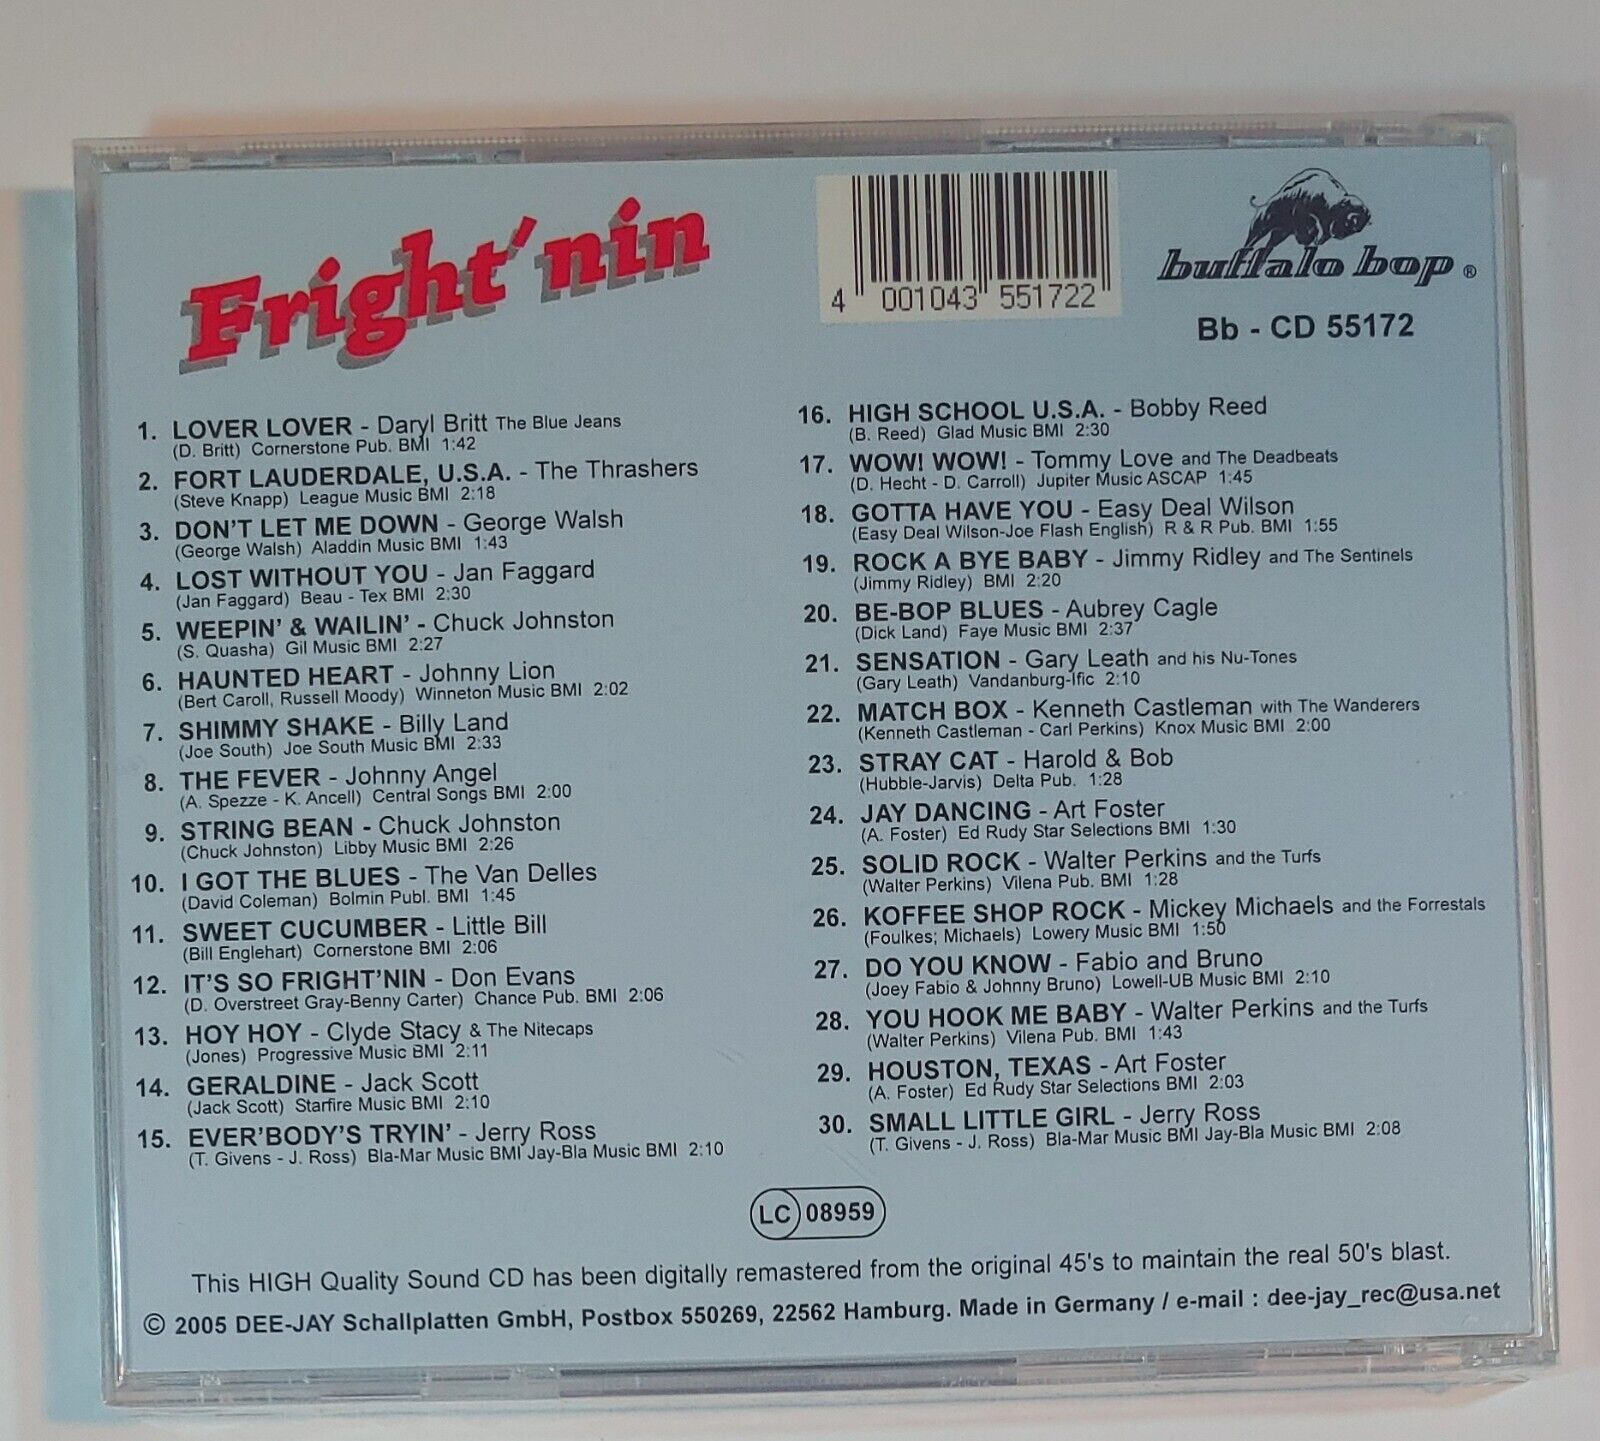 Fright'nin
4 001043 551722
buffalo bop ®
Bb - CD 55172
1. LOVER LOVER - Daryl Britt The Blue Jeans
(D. Britt) Cornerstone Pub. BMI 1:42
2. FORT LAUDERDALE, U.S.A. - The Thrashers
(Steve Knapp) League Music BMI 2:18
3. DON'T LET ME DOWN - George Walsh
(George Walsh) Aladdin Music BMI 1:43
4. LOST WITHOUT YOU - Jan Faggard
(Jan Faggard) Beau - Tex BMI 2:30
5. WEEPIN' & WAILIN' - Chuck Johnston
(S. Quasha) Gil Music BMI 2:27
6. HAUNTED HEART - Johnny Lion
(Bert Caroll, Russell Moody) Winneton Music BMI 2:02
7. SHIMMY SHAKE - Billy Land
(Joe South) Joe South Music BMI 2:33
8. THE FEVER - Johnny Angel
(A. Spezze - K. Ancell) Central Songs BMI 2:00
9. STRING BEAN - Chuck Johnston
(Chuck Johnston) Libby Music BMI 2:26
10. I GOT THE BLUES - The Van Delles
(David Coleman) Bolmin Publ. BMI 1:45
11. SWEET CUCUMBER - Little Bill
(Bill Englehart) Cornerstone BMI 2:06
12. IT'S SO FRIGHT'NIN - Don Evans
(D. Overstreet Gray-Benny Carter) Chance Pub. BMI 2:06
13. HOY HOY - Clyde Stacy & The Nitecaps
(Jones) Progressive Music BMI 2:11
14. GERALDINE - Jack Scott
(Jack Scott) Starfire Music BMI 2:10
15. EVER'BODY'S TRYIN' - Jerry Ross
(T. Givens - J. Ross) Bla-Mar Music BMI Jay-Bla Music BMI 2:10
16. HIGH SCHOOL U.S.A. - Bobby Reed
(B. Reed) Glad Music BMI 2:30
17. WOW! WOW! - Tommy Love and The Deadbeats
(D. Hecht - D. Carroll) Jupiter Music ASCAP 1:45
18. GOTTA HAVE YOU - Easy Deal Wilson
(Easy Deal Wilson-Joe Flash English) R & R Pub. BMI 1:55
19. ROCK A BYE BABY - Jimmy Ridley and The Sentinels
(Jimmy Ridley) BMI 2:20
20. BE-BOP BLUES - Aubrey Cagle
(Dick Land) Faye Music BMI 2:37
21. SENSATION - Gary Leath and his Nu-Tones
(Gary Leath) Vandanburg-Ific 2:10
22. MATCH BOX - Kenneth Castleman with The Wanderers
(Kenneth Castleman - Carl Perkins) Knox Music BMI 2:00
23. STRAY CAT - Harold & Bob
(Hubble-Jarvis) Delta Pub. 1:28
24. JAY DANCING - Art Foster
(A. Foster) Ed Rudy Star Selections BMI 1:30
25. SOLID ROCK - Walter Perkins and the Turfs
(Walter Perkins) Vilena Pub. BMI 1:28
26. KOFFEE SHOP ROCK - Mickey Michaels and the Forrestals
(Foulkes; Michaels) Lowery Music BMI 1:50
27. DO YOU KNOW - Fabio and Bruno
(Joey Fabio & Johnny Bruno) Lowell-UB Music BMI 2:10
28. YOU HOOK ME BABY - Walter Perkins and the Turfs
(Walter Perkins) Vilena Pub. BMI 1:43
29. HOUSTON, TEXAS - Art Foster
(A. Foster) Ed Rudy Star Selections BMI 2:03
30. SMALL LITTLE GIRL - Jerry Ross
(T. Givens - J. Ross) Bla-Mar Music BMI Jay-Bla Music BMI 2:08
LC 08959
This HIGH Quality Sound CD has been digitally remastered from the original 45's to maintain the real 50's blast.
© 2005 DEE-JAY Schallplatten GmbH, Postbox 550269, 22562 Hamburg. Made in Germany / e-mail : dee-jay_rec@usa.net